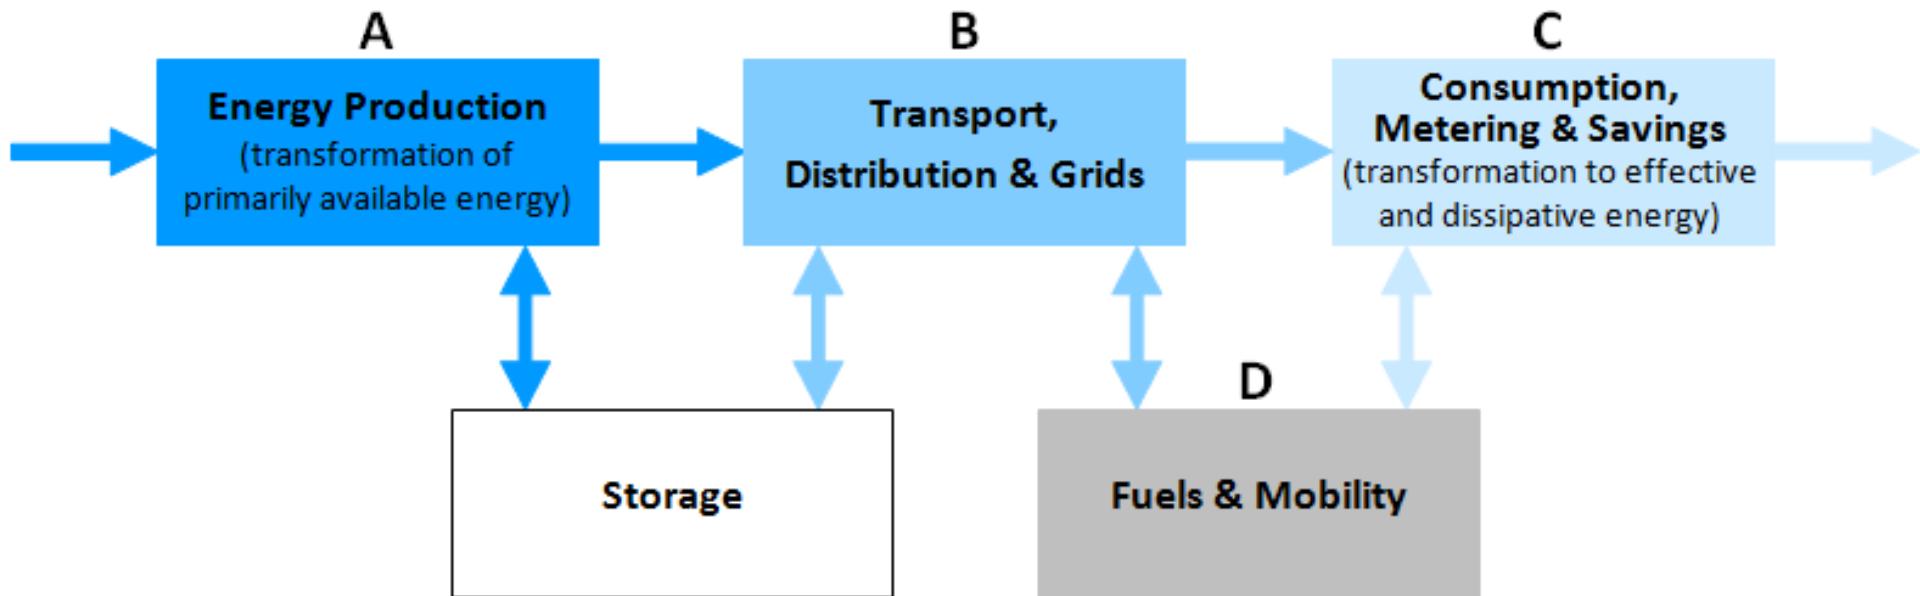 A
Energy Production
(transformation of
primarily available energy)
B
Transport,
Distribution & Grids
C
Consumption,
Metering & Savings
(transformation to effective
and dissipative energy)
Storage
D
Fuels & Mobility